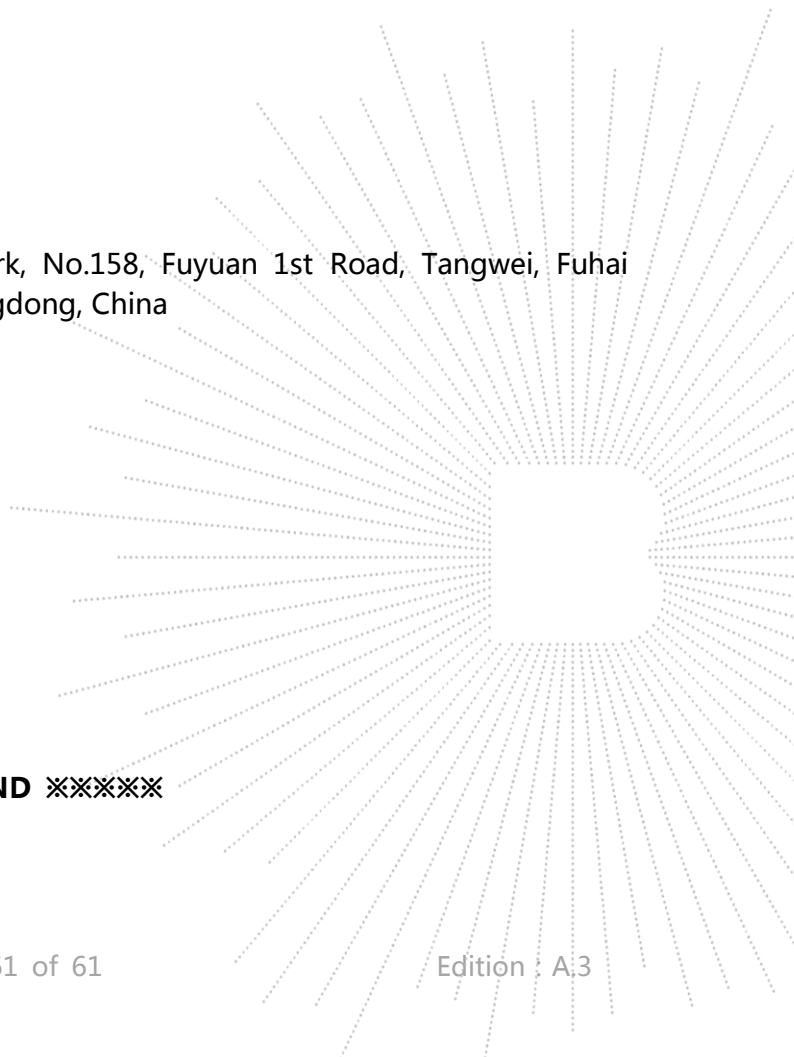 rk, No.158, Fuyuan 1st Road, Tangwei, Fuhai
gdong, China
ND ※※※※※
61 of 61
Edition : A.3